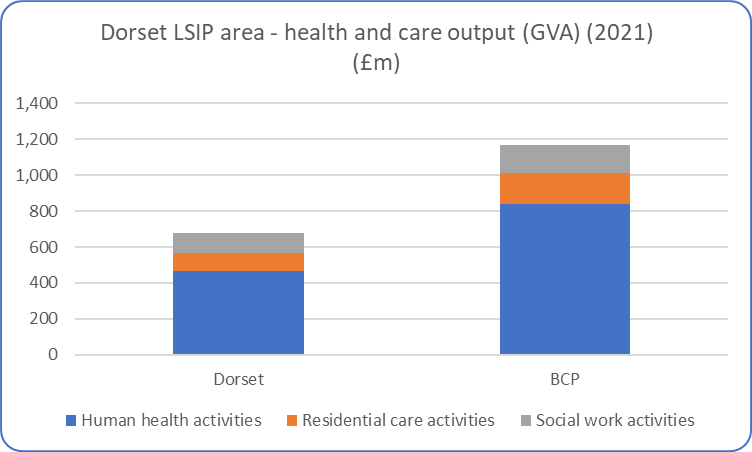 Dorset LSIP area - health and care output (GVA) (2021)
(£m)
1,400
1,200
1,000
800
600
400
200
0
Dorset BCP
Human health activities Residential care activities Social work activities